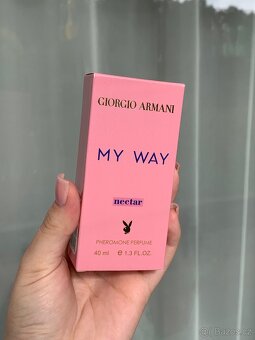 GIORGIO ARMANI
MY WAY
nectar
PHEROMONE PERFUME
40 ml e 1.3 FL.OZ